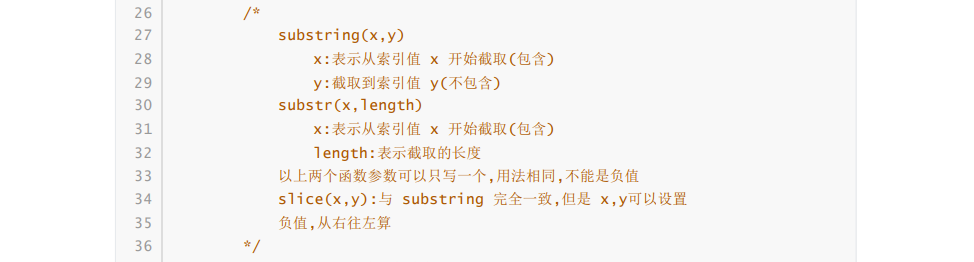 26 /*
27 substring(x,y)
28 x:表示从索引值 x 开始截取(包含)
29 y:截取到索引值 y(不包含)
30 substr(x,length)
31 x:表示从索引值 x 开始截取(包含)
32 length:表示截取的长度
33 以上两个函数参数可以只写一个,用法相同,不能是负值
34 slice(x,y):与 substring 完全一致,但是 x,y可以设置
35 负值,从右往左算
36 */